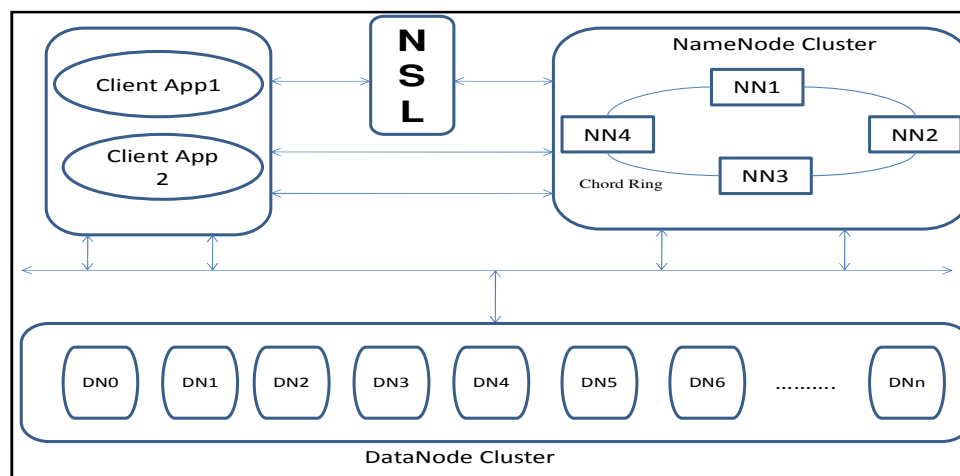 Client App1
Client App
2
N
S
L
NameNode Cluster
NN1
NN4
NN2
NN3
Chord Ring
DN0
DN1
DN2
DN3
DN4
DN5
DN6
..........
DNn
DataNode Cluster